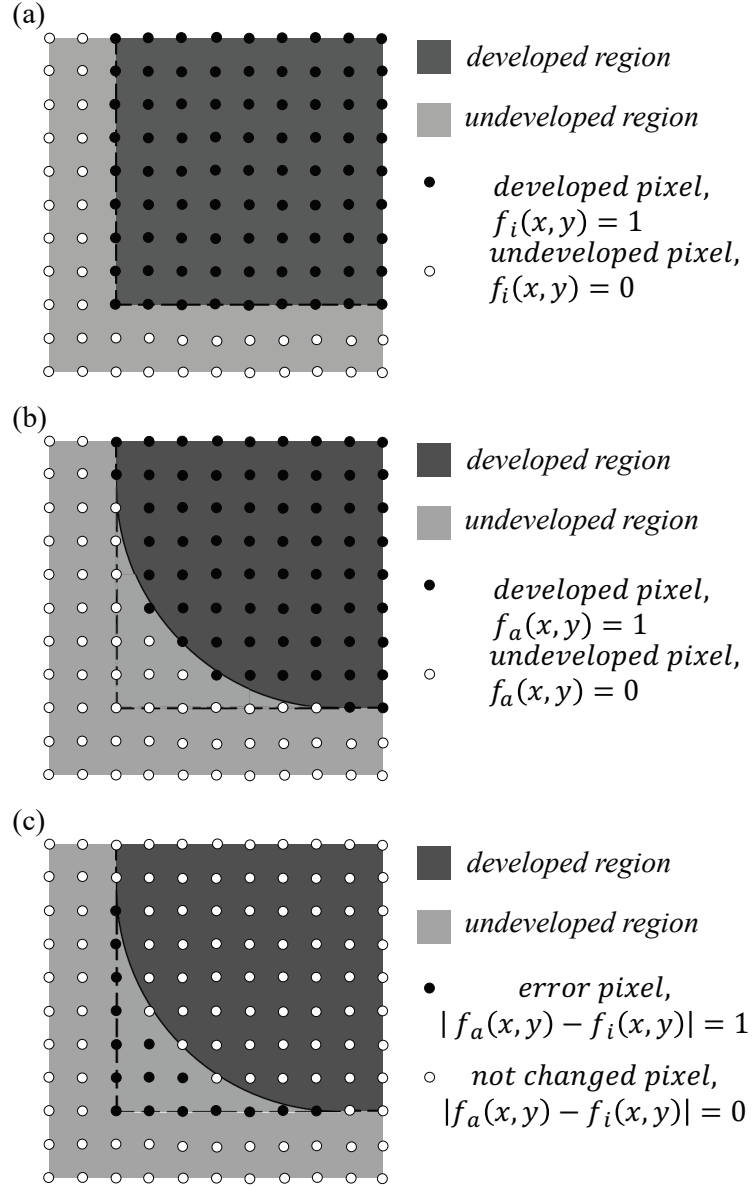 (a)
developed region
undeveloped region
developed pixel,
f_i(x, y) = 1
undeveloped pixel,
f_i(x, y) = 0
(b)
developed region
undeveloped region
developed pixel,
f_a(x, y) = 1
undeveloped pixel,
f_a(x, y) = 0
(c)
developed region
undeveloped region
error pixel,
|f_a(x, y) − f_i(x, y)| = 1
not changed pixel,
|f_a(x, y) − f_i(x, y)| = 0